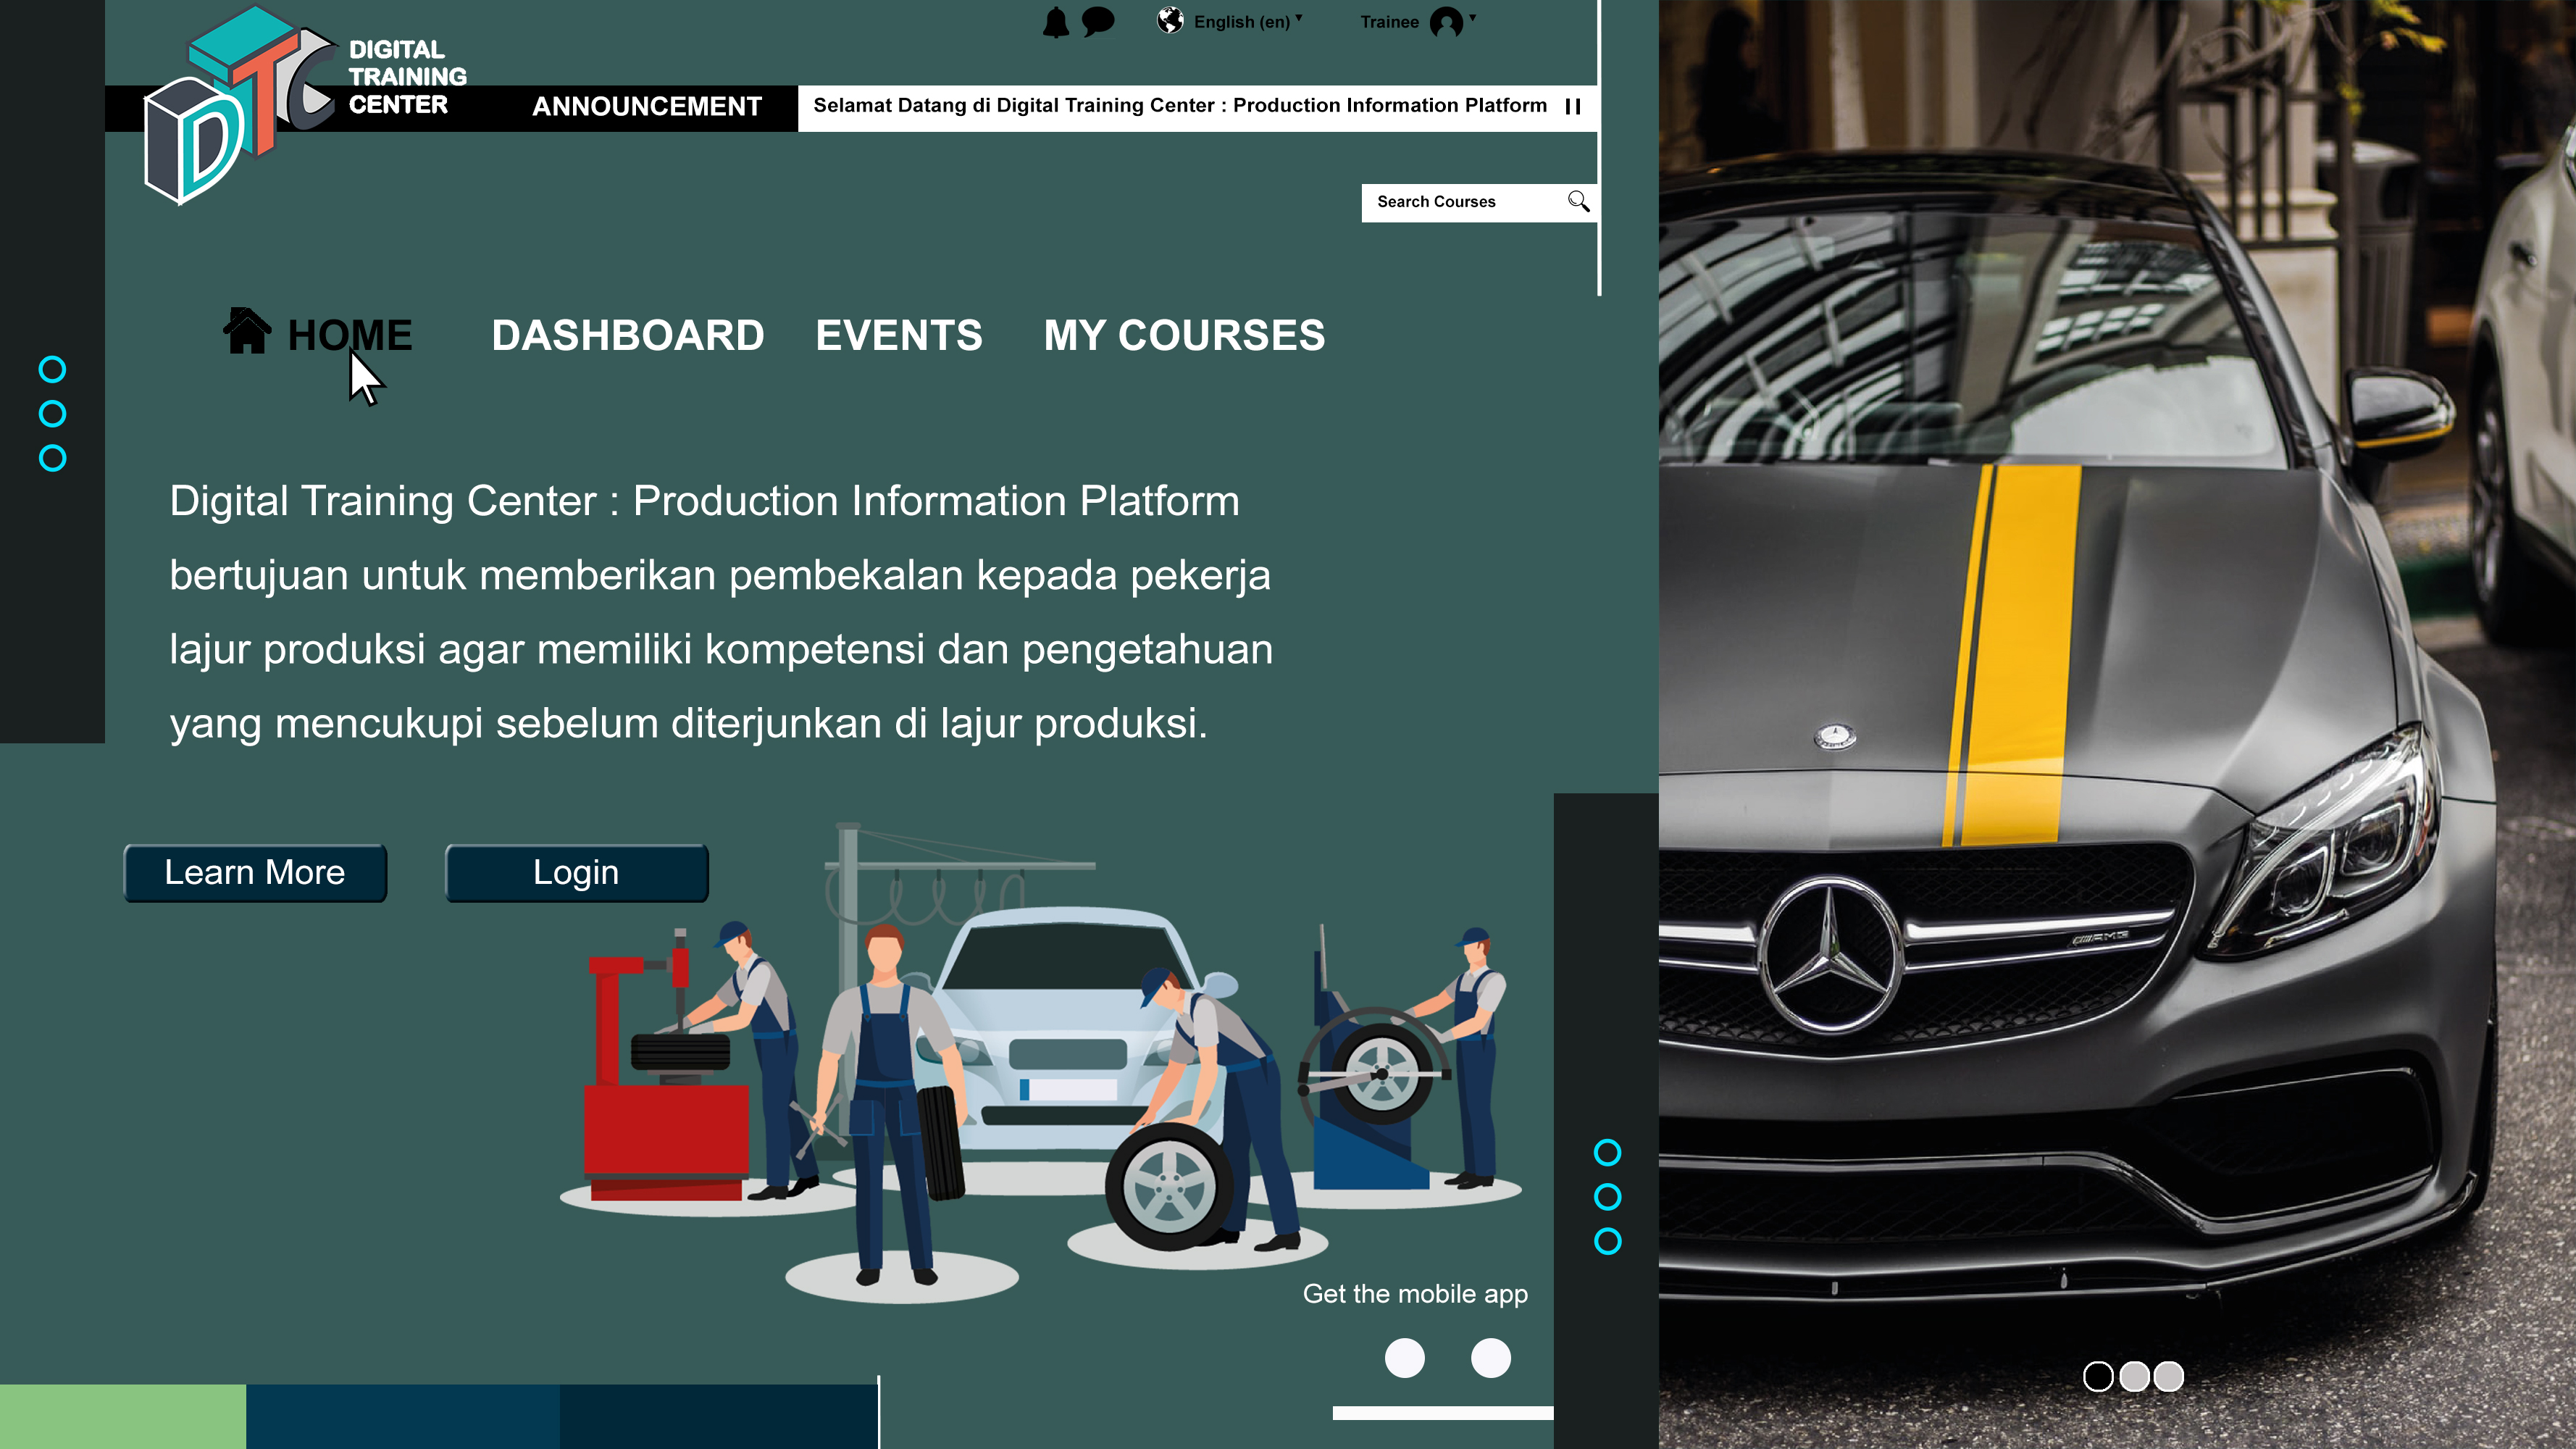 English (en)
Trainee
DIGITAL
TRAINING
CENTER
DTC
ANNOUNCEMENT
Selamat Datang di Digital Training Center : Production Information Platform
Search Courses
HOME
DASHBOARD
EVENTS
MY COURSES
Digital Training Center : Production Information Platform
bertujuan untuk memberikan pembekalan kepada pekerja
lajur produksi agar memiliki kompetensi dan pengetahuan
yang mencukupi sebelum diterjunkan di lajur produksi.
Learn More
Login
AMG
Get the mobile app